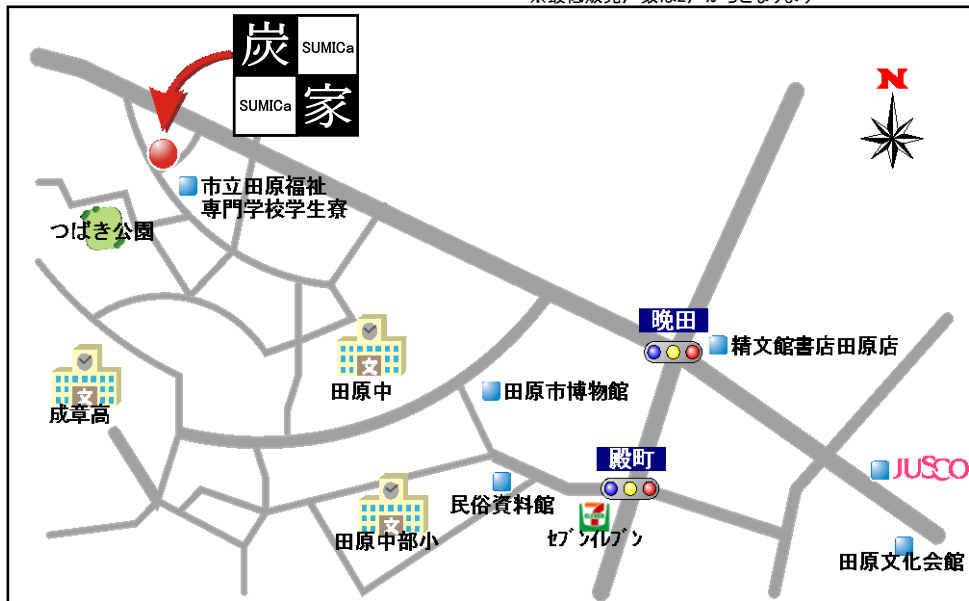 炭 SUMICa
SUMICa 家
N
市立田原福祉
専門学校学生寮
つばき公園
晩田
精文館書店田原店
田原中
文
成章高
文
田原市博物館
殿町
JUSCO
民俗資料館
田原中部小
文
セブンイレブン
田原文化会館